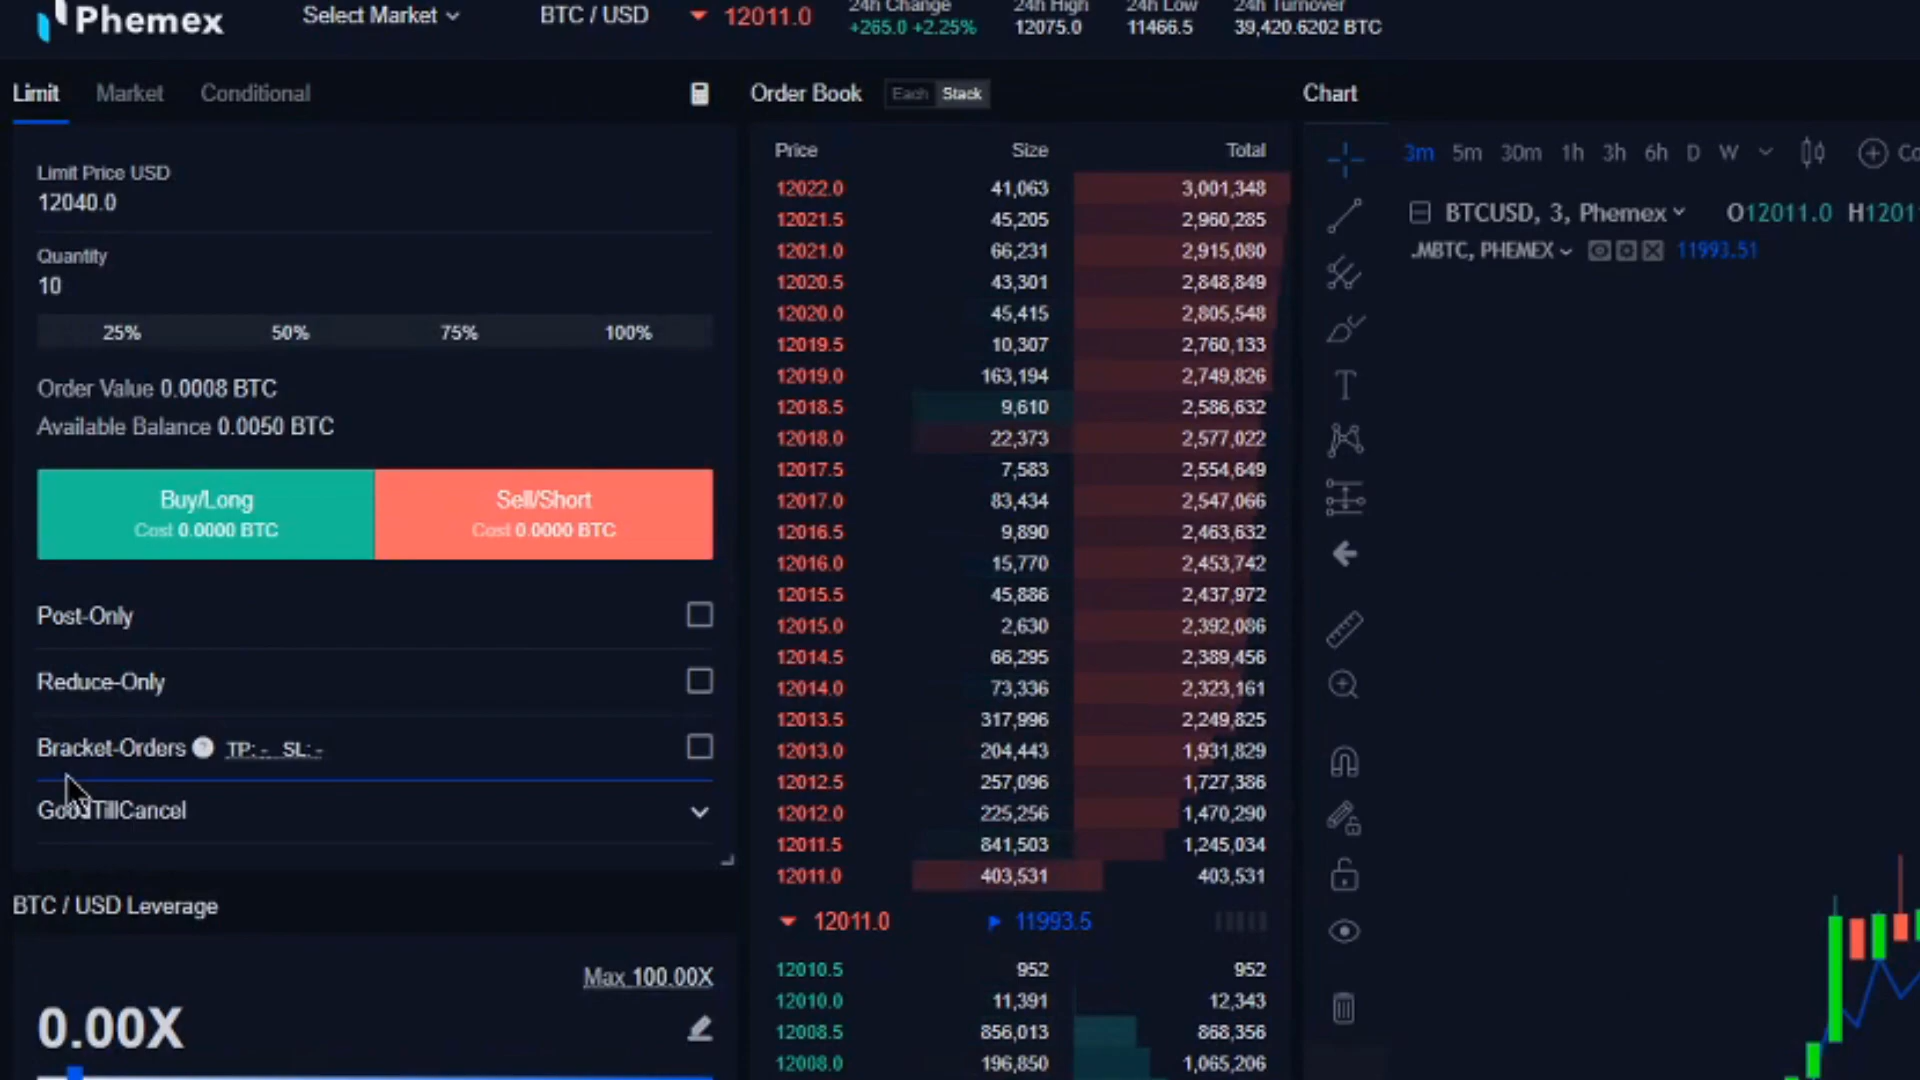 Phemex
Select Market
BTC / USD
12011.0
24h Change
+265.0 +2.25%
24h High
12075.0
24h Low
11466.5
24h Turnover
39,420.6202 BTC
Limit
Market
Conditional
Limit Price USD
12040.0
Quantity
10
25% 50% 75% 100%
Order Value 0.0008 BTC
Available Balance 0.0050 BTC
Buy/Long
Cost 0.0000 BTC
Sell/Short
Cost 0.0000 BTC
Post-Only
Reduce-Only
Bracket-Orders ? TP: - SL: -
GoodTillCancel
BTC / USD Leverage
Max 100.00X
0.00X
Order Book Each Stack
Price Size Total
12022.0 41,063 3,001,348
12021.5 45,205 2,960,285
12021.0 66,231 2,915,080
12020.5 43,301 2,848,849
12020.0 45,415 2,805,548
12019.5 10,307 2,760,133
12019.0 163,194 2,749,826
12018.5 9,610 2,586,632
12018.0 22,373 2,577,022
12017.5 7,583 2,554,649
12017.0 83,434 2,547,066
12016.5 9,890 2,463,632
12016.0 15,770 2,453,742
12015.5 45,886 2,437,972
12015.0 2,630 2,392,086
12014.5 66,295 2,389,456
12014.0 73,336 2,323,161
12013.5 317,996 2,249,825
12013.0 204,443 1,931,829
12012.5 257,096 1,727,386
12012.0 225,256 1,470,290
12011.5 841,503 1,245,034
12011.0 403,531 403,531
12011.0 11993.5
12010.5 952 952
12010.0 11,391 12,343
12008.5 856,013 868,356
12008.0 196,850 1,065,206
Chart
3m 5m 30m 1h 3h 6h D W Co
BTCUSD, 3, Phemex O12011.0 H1201
.MBTC, PHEMEX 11993.51
T